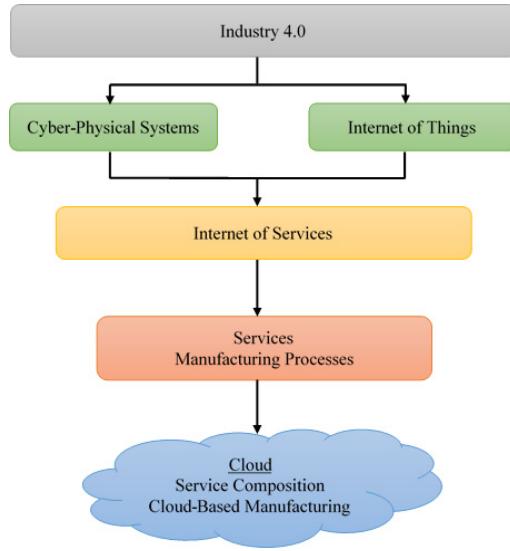 Industry 4.0
Cyber-Physical Systems
Internet of Things
Internet of Services
Services
Manufacturing Processes
Cloud
Service Composition
Cloud-Based Manufacturing